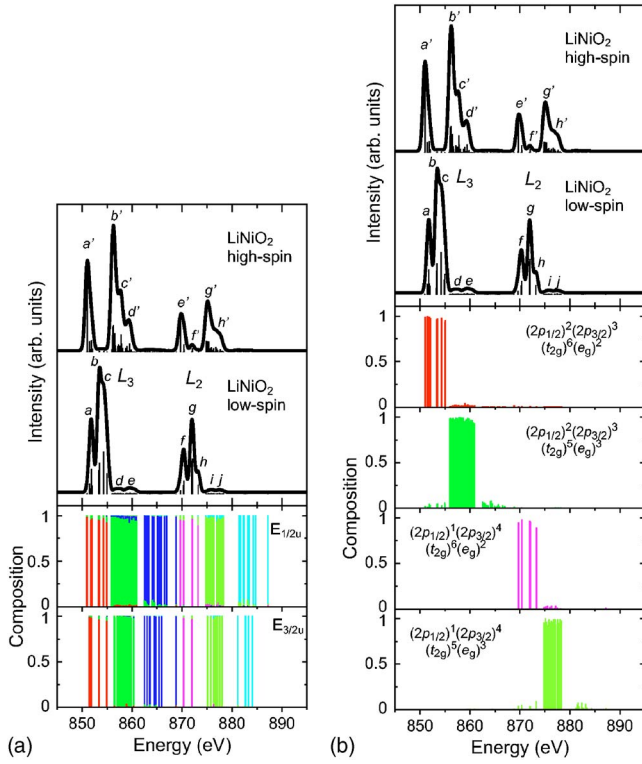 b'
a'
c'
d'
LiNiO2
high-spin
e'
f'
g'
h'
Intensity (arb. units)
b
c
L3
L2
LiNiO2
low-spin
a
d
e
f
g
h
i
j
Composition
1
0.5
0
E1/2u
1
0.5
0
E3/2u
850
860
870
880
890
Energy (eV)
(a)
b'
a'
c'
d'
LiNiO2
high-spin
e'
f'
g'
h'
Intensity (arb. units)
b
c
L3
L2
LiNiO2
low-spin
a
d
e
f
g
h
i
j
Composition
1
0.5
0
(2p1/2)²(2p3/2)³
(t2g)⁶(eg)²
1
0.5
0
(2p1/2)²(2p3/2)³
(t2g)⁵(eg)³
1
0.5
0
(2p1/2)¹(2p3/2)⁴
(t2g)⁶(eg)²
1
0.5
0
(2p1/2)¹(2p3/2)⁴
(t2g)⁵(eg)³
850
860
870
880
890
Energy (eV)
(b)